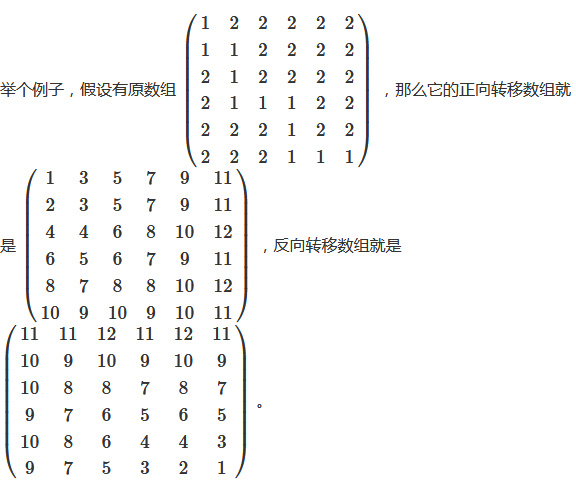 举个例子，假设有原数组
1 2 2 2 2 2
1 1 2 2 2 2
2 1 2 2 2 2
2 1 1 1 2 2
2 2 2 1 2 2
2 2 2 1 1 1
，那么它的正向转移数组就
是
1 3 5 7 9 11
2 3 5 7 9 11
4 4 6 8 10 12
6 5 6 7 9 11
8 7 8 8 10 12
10 9 10 9 10 11
，反向转移数组就是
11 11 12 11 12 11
10 9 10 9 10 9
10 8 8 7 8 7
9 7 6 5 6 5
10 8 6 4 4 3
9 7 5 3 2 1
。